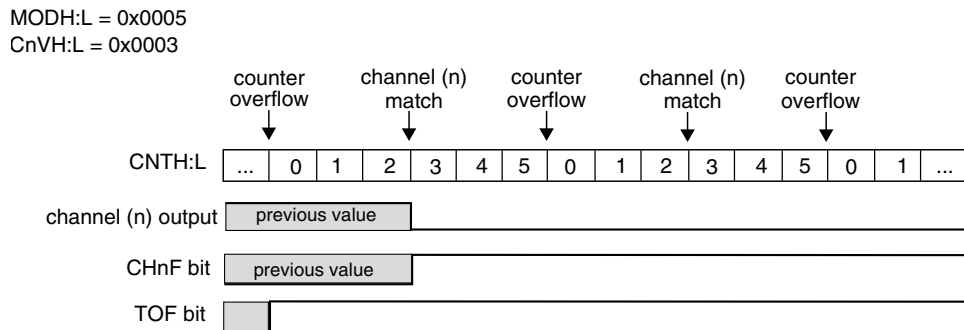 MODH:L = 0x0005
CnVH:L = 0x0003
counter overflow
channel (n) match
counter overflow
channel (n) match
counter overflow
CNTH:L ... 0 1 2 3 4 5 0 1 2 3 4 5 0 1 ...
channel (n) output previous value
CHnF bit previous value
TOF bit